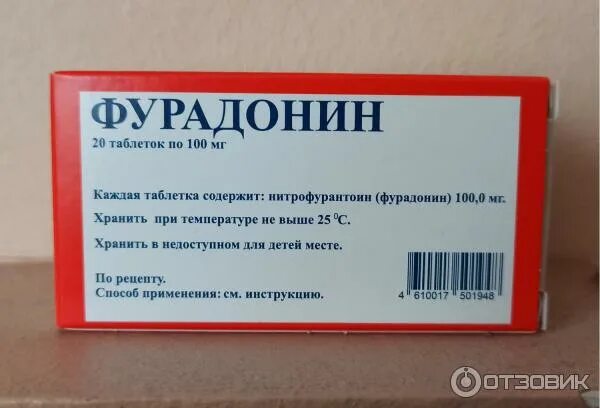 ФУРАДОНИН
20 таблеток по 100 мг
Каждая таблетка содержит: нитрофурантоин (фурадонин) 100,0 мг.
Хранить при температуре не выше 25 ⁰С.
Хранить в недоступном для детей месте.
По рецепту.
Способ применения: см. инструкцию.
4 610017 501948
ОТЗОВИК